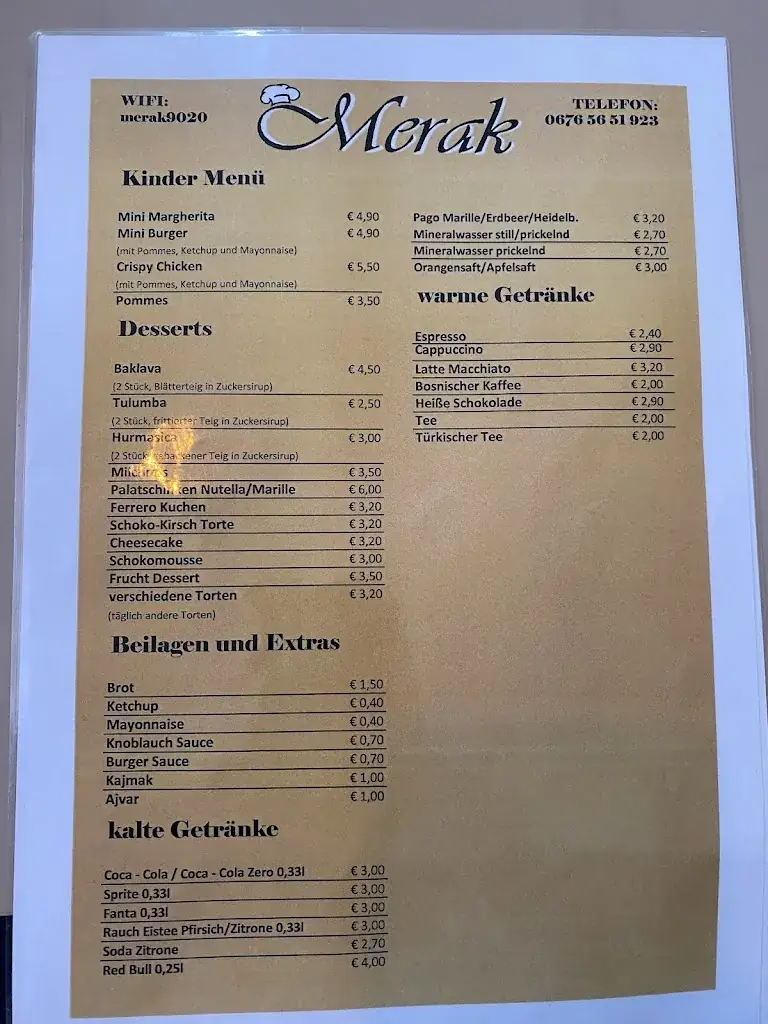 WIFI:
merak9020
Merak
TELEFON:
0676 56 51 923
Kinder Menü
Mini Margherita € 4,90
Mini Burger € 4,90
(mit Pommes, Ketchup und Mayonnaise)
Crispy Chicken € 5,50
(mit Pommes, Ketchup und Mayonnaise)
Pommes € 3,50
Desserts
Baklava € 4,50
(2 Stück, Blätterteig in Zuckersirup)
Tulumba € 2,50
(2 Stück, frittierter Teig in Zuckersirup)
Hurmasica € 3,00
(2 Stück, Teig in Zuckersirup)
€ 3,50
Palatschinken Nutella/Marille € 6,00
Ferrero Kuchen € 3,20
Schoko-Kirsch Torte € 3,20
Cheesecake € 3,20
Schokomousse € 3,00
Frucht Dessert € 3,50
verschiedene Torten € 3,20
(täglich andere Torten)
Beilagen und Extras
Brot € 1,50
Ketchup € 0,40
Mayonnaise € 0,40
Knoblauch Sauce € 0,70
Burger Sauce € 0,70
Kajmak € 1,00
Ajvar € 1,00
kalte Getränke
Coca - Cola / Coca - Cola Zero 0,33l € 3,00
Sprite 0,33l € 3,00
Fanta 0,33l € 3,00
Rauch Eistee Pfirsich/Zitrone 0,33l € 3,00
Soda Zitrone € 2,70
Red Bull 0,25l € 4,00
Pago Marille/Erdbeer/Heidelb. € 3,20
Mineralwasser still/prickelnd € 2,70
Mineralwasser prickelnd € 2,70
Orangensaft/Apfelsaft € 3,00
warme Getränke
Espresso € 2,40
Cappuccino € 2,90
Latte Macchiato € 3,20
Bosnischer Kaffee € 2,00
Heiße Schokolade € 2,90
Tee € 2,00
Türkischer Tee € 2,00